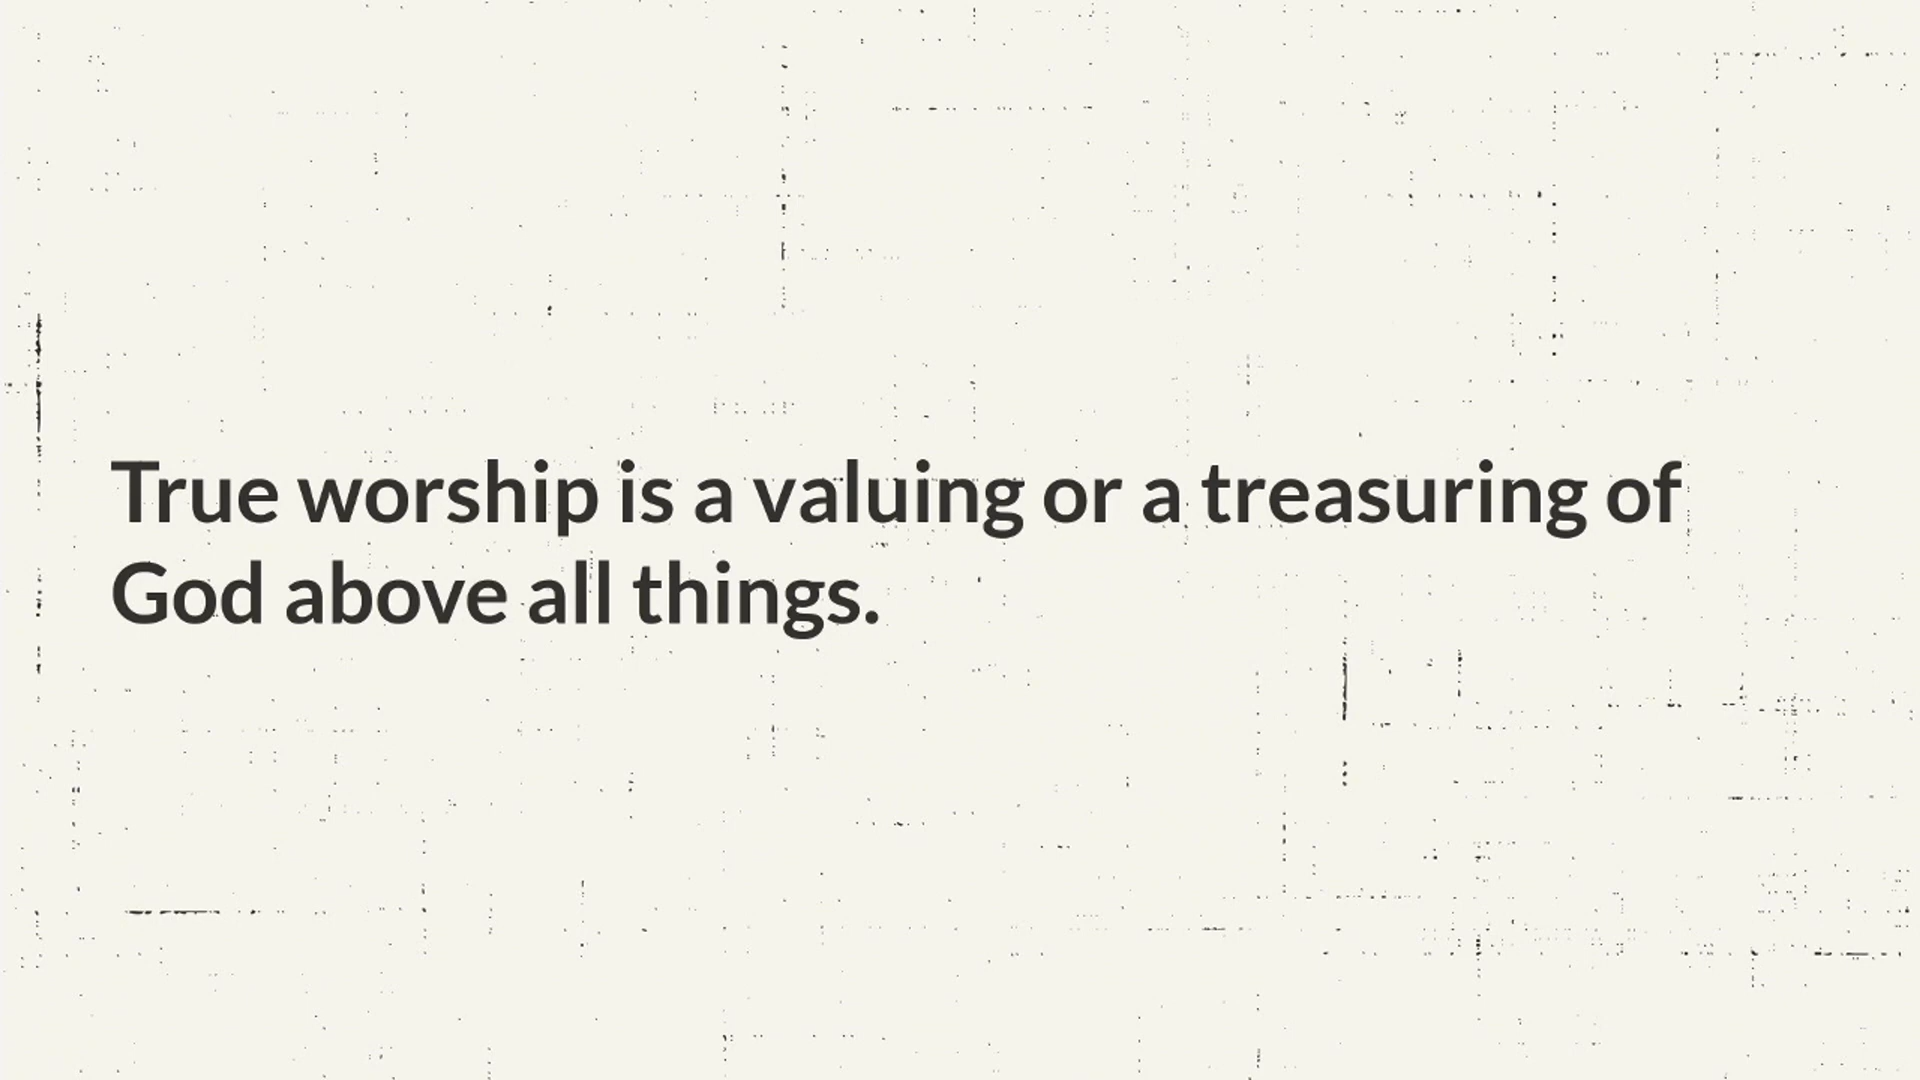 True worship is a valuing or a treasuring of
God above all things.